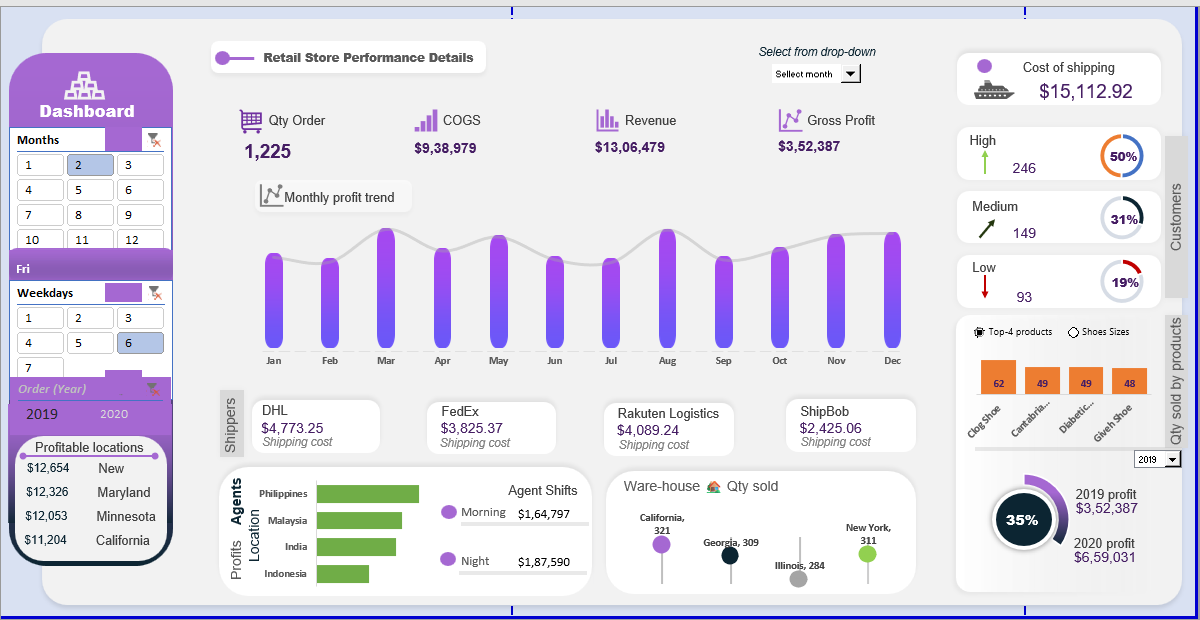 Dashboard
Months
1 2 3
4 5 6
7 8 9
10 11 12
Fri
Weekdays
1 2 3
4 5 6
7
Order (Year)
2019 2020
Profitable locations
$12,654 New
$12,326 Maryland
$12,053 Minnesota
$11,204 California
Retail Store Performance Details
Select from drop-down
Select month
Qty Order
1,225
COGS
$9,38,979
Revenue
$13,06,479
Gross Profit
$3,52,387
Monthly profit trend
Jan Feb Mar Apr May Jun Jul Aug Sep Oct Nov Dec
Shippers
DHL
$4,773.25
Shipping cost
FedEx
$3,825.37
Shipping cost
Rakuten Logistics
$4,089.24
Shipping cost
ShipBob
$2,425.06
Shipping cost
Profits Agents
Location
Philippines
Malaysia
India
Indonesia
Agent Shifts
Morning $1,64,797
Night $1,87,590
Ware-house Qty sold
California,
321
Georgia, 309
Illinois, 284
New York,
311
Cost of shipping
$15,112.92
High
246
50%
Medium
149
31%
Low
93
19%
Customers
Top-4 products Shoes Sizes
62 49 49 48
Clog Shoe
Cantabria...
Diabetic...
Giveh Shoe
Qty sold by products
2019
35%
2019 profit
$3,52,387
2020 profit
$6,59,031